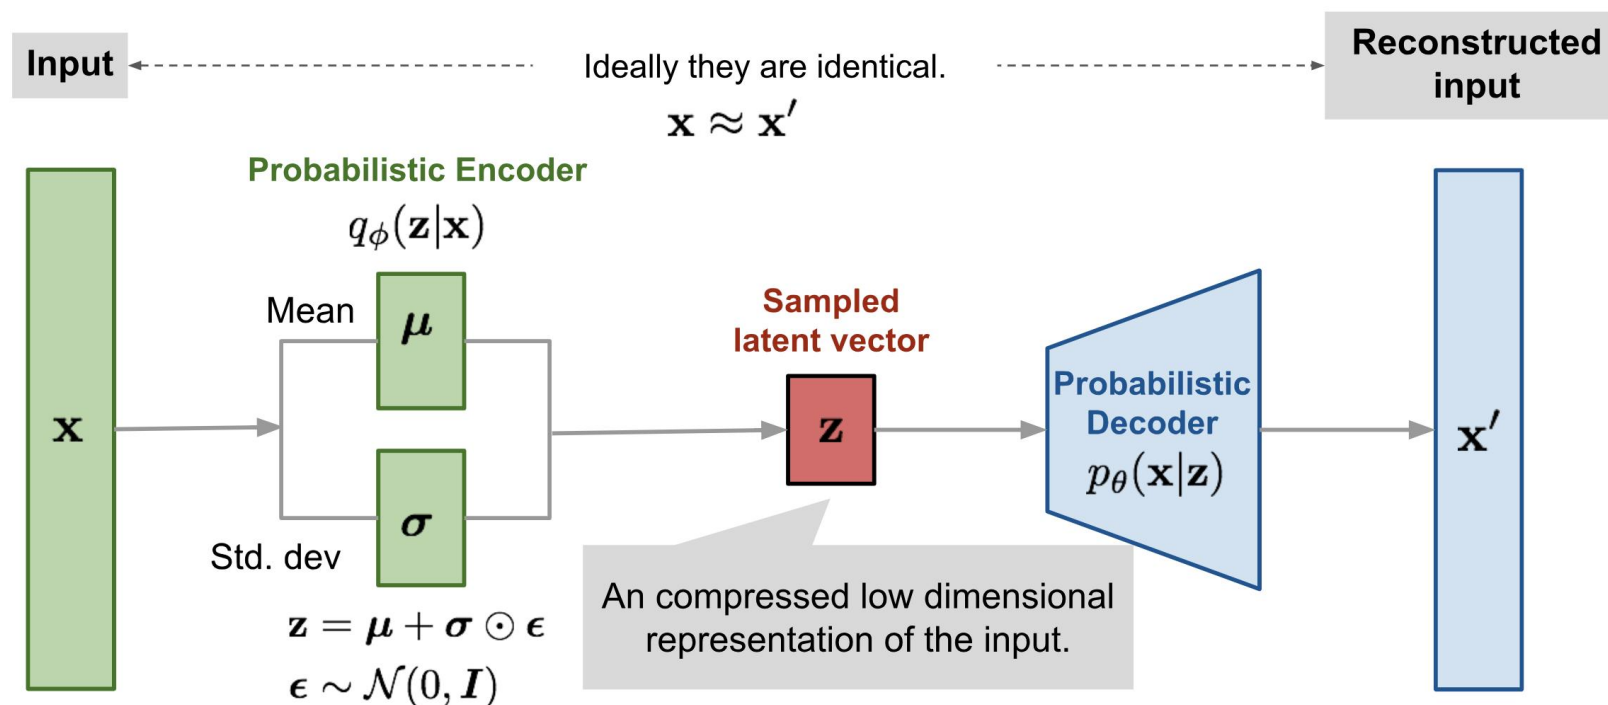 Input
Ideally they are identical.
x ≈ x′
Reconstructed
input
Probabilistic Encoder
qϕ(z|x)
Mean
μ
x
σ
Std. dev
z = μ + σ ⊙ ϵ
ϵ ∼ 𝒩(0, I)
Sampled
latent vector
z
An compressed low dimensional
representation of the input.
Probabilistic
Decoder
pθ(x|z)
x′